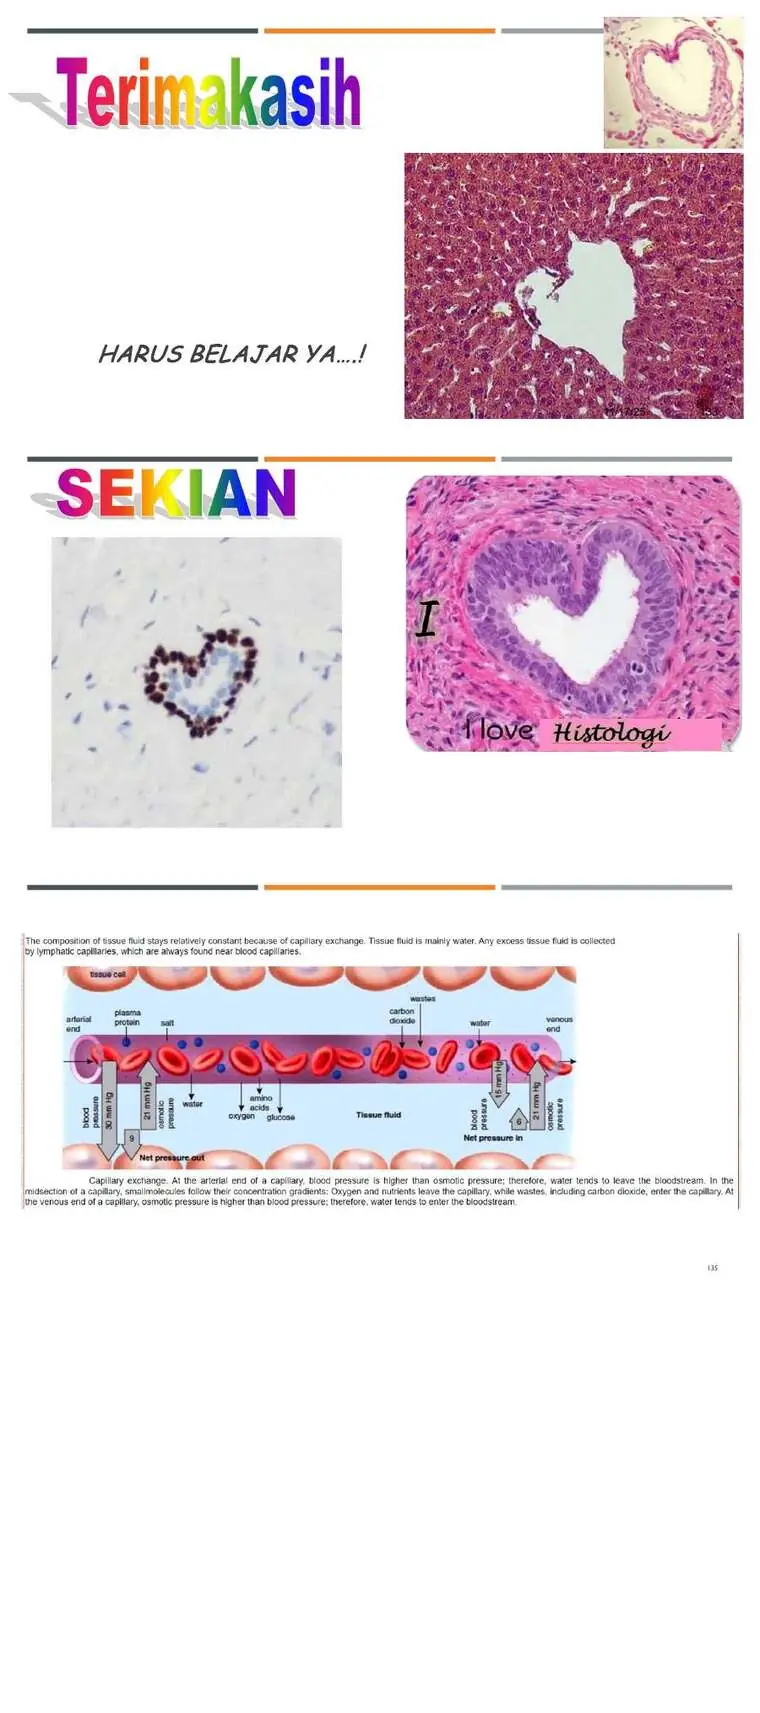 Terimakasih
HARUS BELAJAR YA....!
11/17/25
133
SEKIAN
I
I love Histologi
The composition of tissue fluid stays relatively constant because of capillary exchange. Tissue fluid is mainly water. Any excess tissue fluid is collected
by lymphatic capillaries, which are always found near blood capillaries.
tissue cell
arterial
end
plasma
protein
salt
carbon
dioxide
wastes
water
venous
end
blood
pressure
30 mm Hg
9
21 mm Hg
osmotic
pressure
water
oxygen
amino
acids
glucose
Tissue fluid
blood
pressure
15 mm Hg
6
21 mm Hg
osmotic
pressure
Net pressure out
Net pressure in
Capillary exchange. At the arterial end of a capillary, blood pressure is higher than osmotic pressure; therefore, water tends to leave the bloodstream. In the
midsection of a capillary, smallmolecules follow their concentration gradients: Oxygen and nutrients leave the capillary, while wastes, including carbon dioxide, enter the capillary. At
the venous end of a capillary, osmotic pressure is higher than blood pressure; therefore, water tends to enter the bloodstream.
135